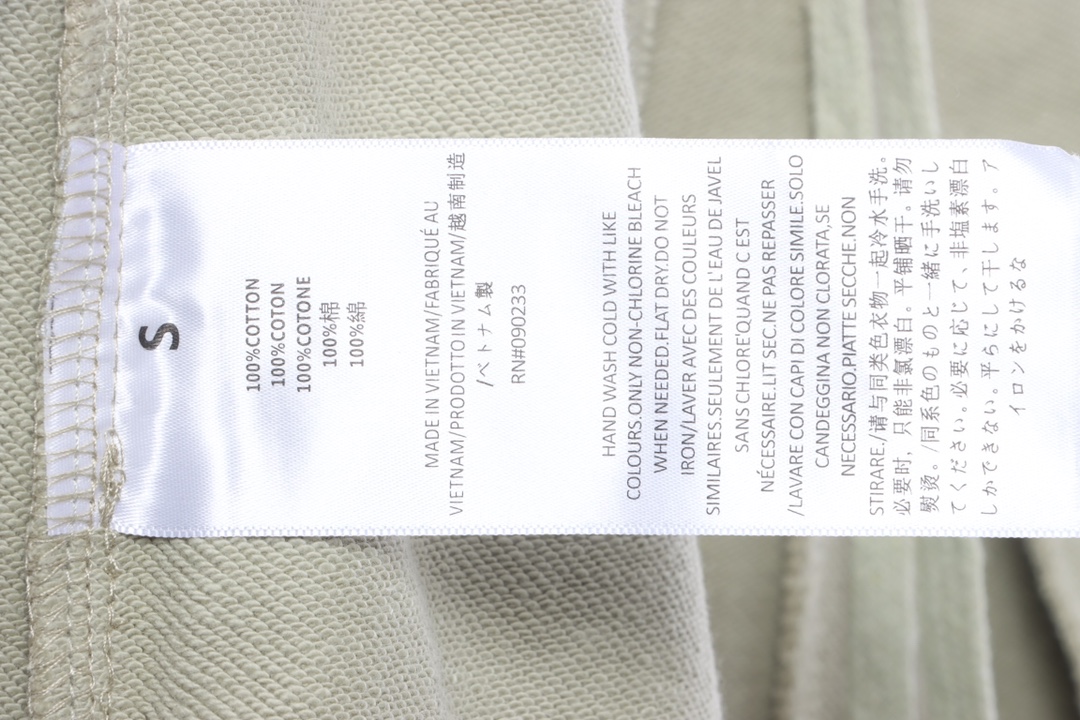 S
100%COTTON
100%COTON
100%COTONE
100%棉
100%綿
MADE IN VIETNAM/FABRIQUÉ AU
VIETNAM/PRODOTTO IN VIETNAM/越南制造
/ベトナム製
RN#090233
HAND WASH COLD WITH LIKE
COLOURS.ONLY NON-CHLORINE BLEACH
WHEN NEEDED.FLAT DRY.DO NOT
IRON/LAVER AVEC DES COULEURS
SIMILAIRES.SEULEMENT DE L'EAU DE JAVEL
SANS CHLORE'QUAND C EST
NÉCESSAIRE.LIT SEC.NE PAS REPASSER
/LAVARE CON CAPI DI COLORE SIMILE.SOLO
CANDEGGINA NON CLORATA,SE
NECESSARIO.PIATTE SECCHE.NON
STIRARE./请与同类色衣物一起冷水手洗。
必要时，只能非氯漂白。平铺晒干。请勿
熨烫。/同系色のものと一緒に手洗いし
てください。必要に応じて、非塩素漂白
しかできない。平らにして干します。ア
イロンをかけるな